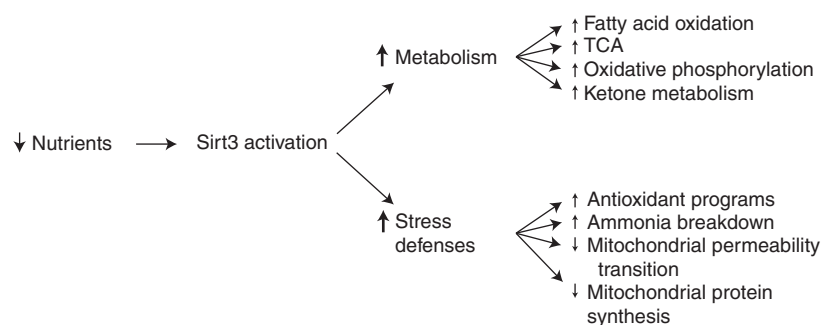 ↑ Fatty acid oxidation
↑ TCA
↑ Metabolism
↑ Oxidative phosphorylation
↑ Ketone metabolism
↓ Nutrients → Sirt3 activation
↑ Antioxidant programs
↑ Stress
defenses
↑ Ammonia breakdown
↓ Mitochondrial permeability
transition
↓ Mitochondrial protein
synthesis